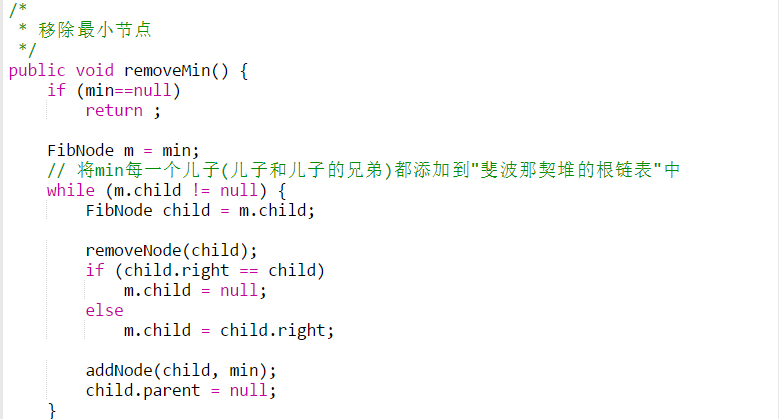 /*
 * 移除最小节点
 */
public void removeMin() {
    if (min==null)
        return ;

    FibNode m = min;
    // 将min每一个儿子(儿子和儿子的兄弟)都添加到"斐波那契堆的根链表"中
    while (m.child != null) {
        FibNode child = m.child;

        removeNode(child);
        if (child.right == child)
            m.child = null;
        else
            m.child = child.right;

        addNode(child, min);
        child.parent = null;
    }